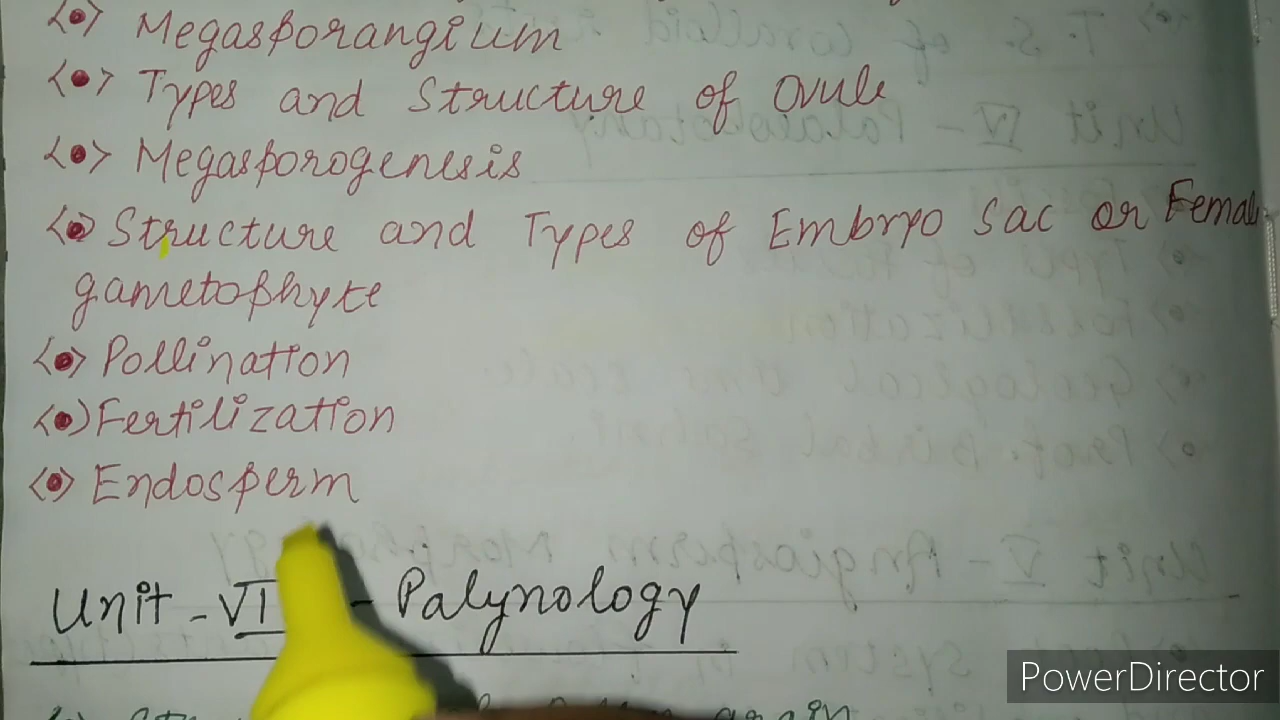 Megasporangium
Types and Structure of Ovule
Megasporogenesis
Structure and Types of Embryo Sac or Female
gametophyte
Pollination
Fertilization
Endosperm
Unit - VI - Palynology
grain
PowerDirector